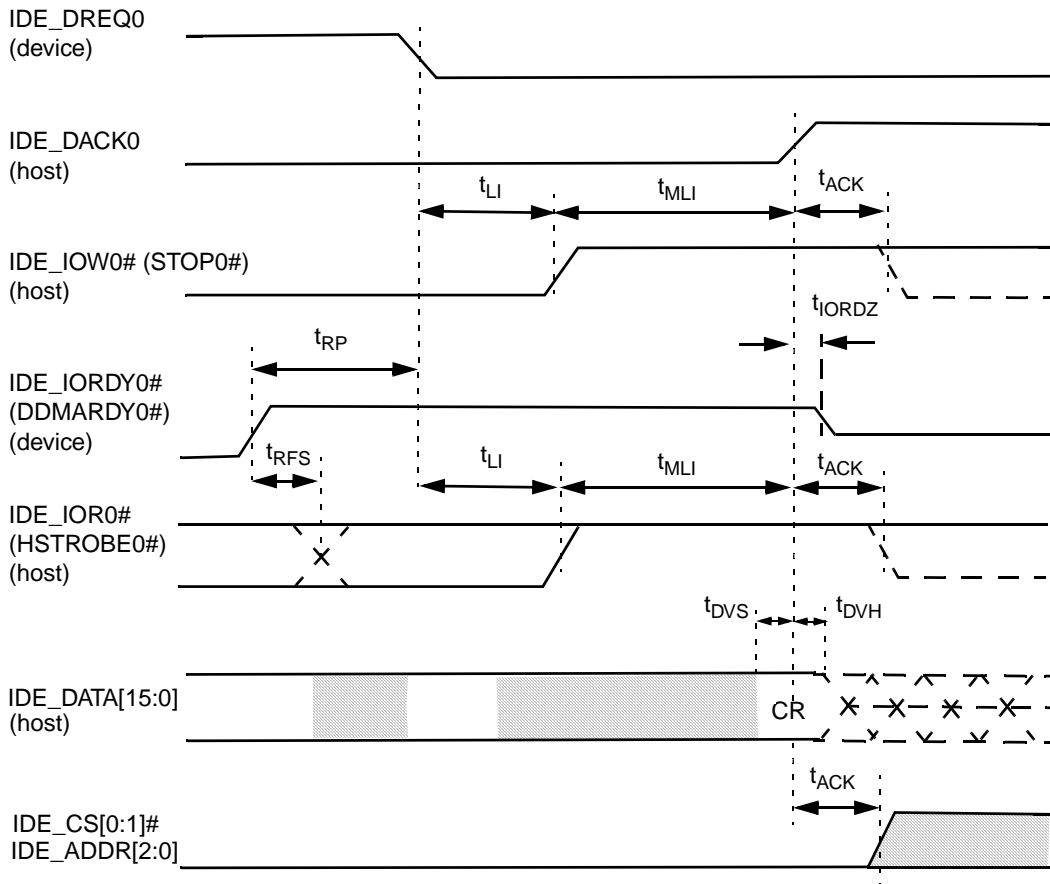 IDE_DREQ0
(device)
IDE_DACK0
(host)
tLI
tMLI
tACK
IDE_IOW0# (STOP0#)
(host)
tIORDZ
tRP
IDE_IORDY0#
(DDMARDY0#)
(device)
tRFS
tLI
tMLI
tACK
IDE_IOR0#
(HSTROBE0#)
(host)
tDVS
tDVH
IDE_DATA[15:0]
(host)
CR
tACK
IDE_CS[0:1]#
IDE_ADDR[2:0]